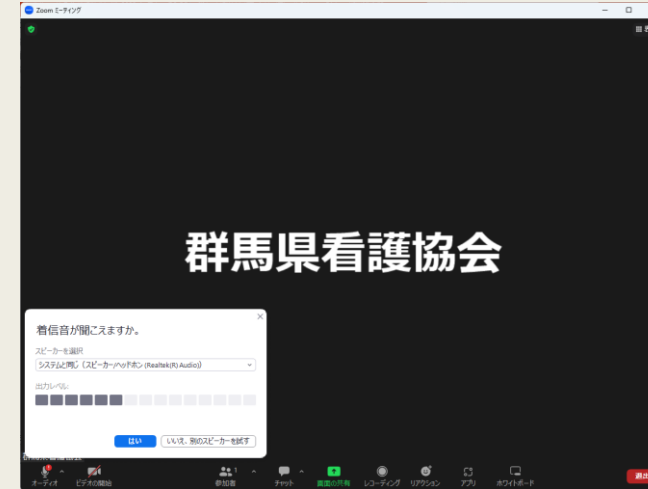 Zoom ミーティング
群馬県看護協会
着信音が聞こえますか。
スピーカーを選択
システムと同じ (スピーカー/ヘッドホン (Realtek(R) Audio))
出力レベル:
はい
いいえ、別のスピーカーを試す
オーディオ
ビデオの開始
1
参加者
チャット
画面の共有
レコーディング
リアクション
アプリ
ホワイトボード